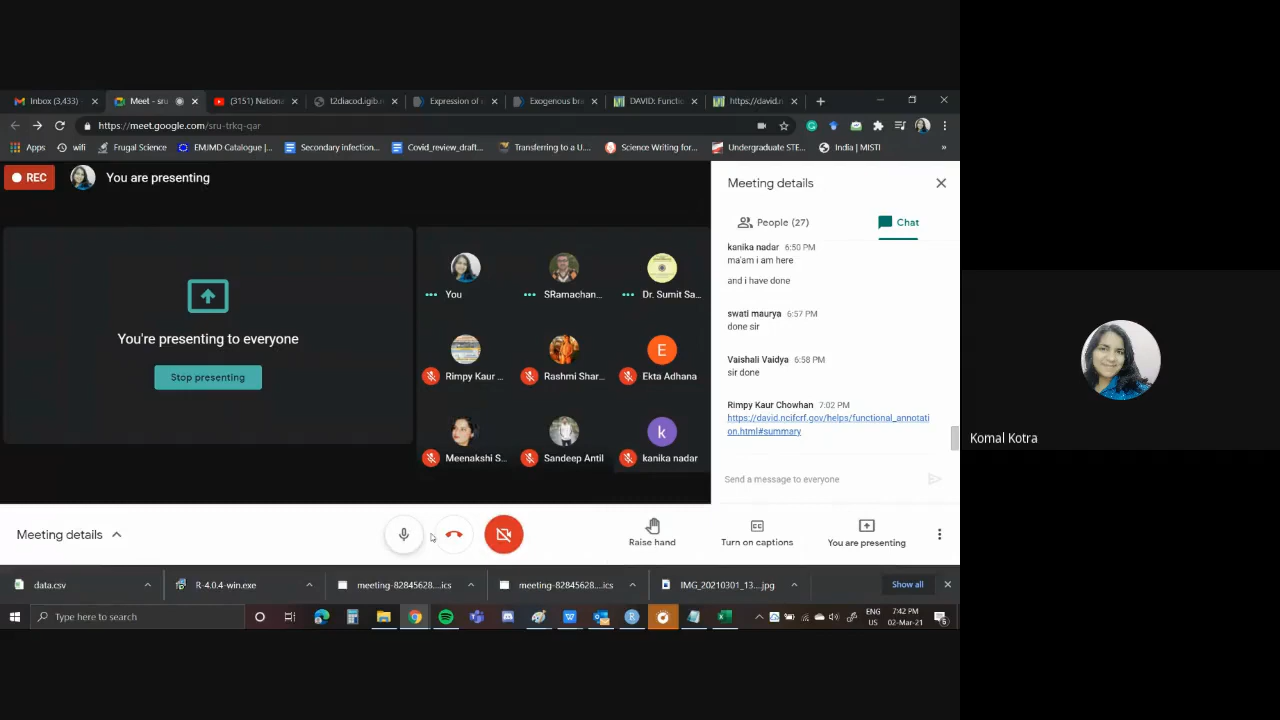 Inbox (3,433)
Meet - sru
(3151) Nation
t2diacod.igib.r
Expression of
Exogenous bra
DAVID: Functi
https://david.n
https://meet.google.com/sru-trkq-qar
Apps
wifi
Frugal Science
EMJMD Catalogue |...
Secondary infection...
Covid_review_draft...
Transferring to a U...
Science Writing for...
Undergraduate STE...
India | MISTI
»
REC
You are presenting
You're presenting to everyone
Stop presenting
You
SRamachan...
Dr. Sumit Sa...
Rimpy Kaur ...
Rashmi Shar...
E
Ekta Adhana
Meenakshi S...
Sandeep Antil
k
kanika nadar
Meeting details
People (27)
Chat
kanika nadar 6:50 PM
ma'am i am here
and i have done
swati maurya 6:57 PM
done sir
Vaishali Vaidya 6:58 PM
sir done
Rimpy Kaur Chowhan 7:02 PM
https://david.ncifcrf.gov/helps/functional_annotati
on.html#summary
Send a message to everyone
Meeting details
Raise hand
Turn on captions
You are presenting
data.csv
R-4.0.4-win.exe
meeting-82845628....ics
meeting-82845628....ics
IMG_20210301_13....jpg
Show all
Type here to search
ENG
US
7:42 PM
02-Mar-21
Komal Kotra